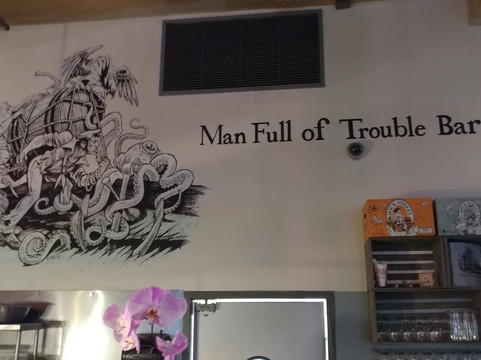 Man Full of Trouble Bar